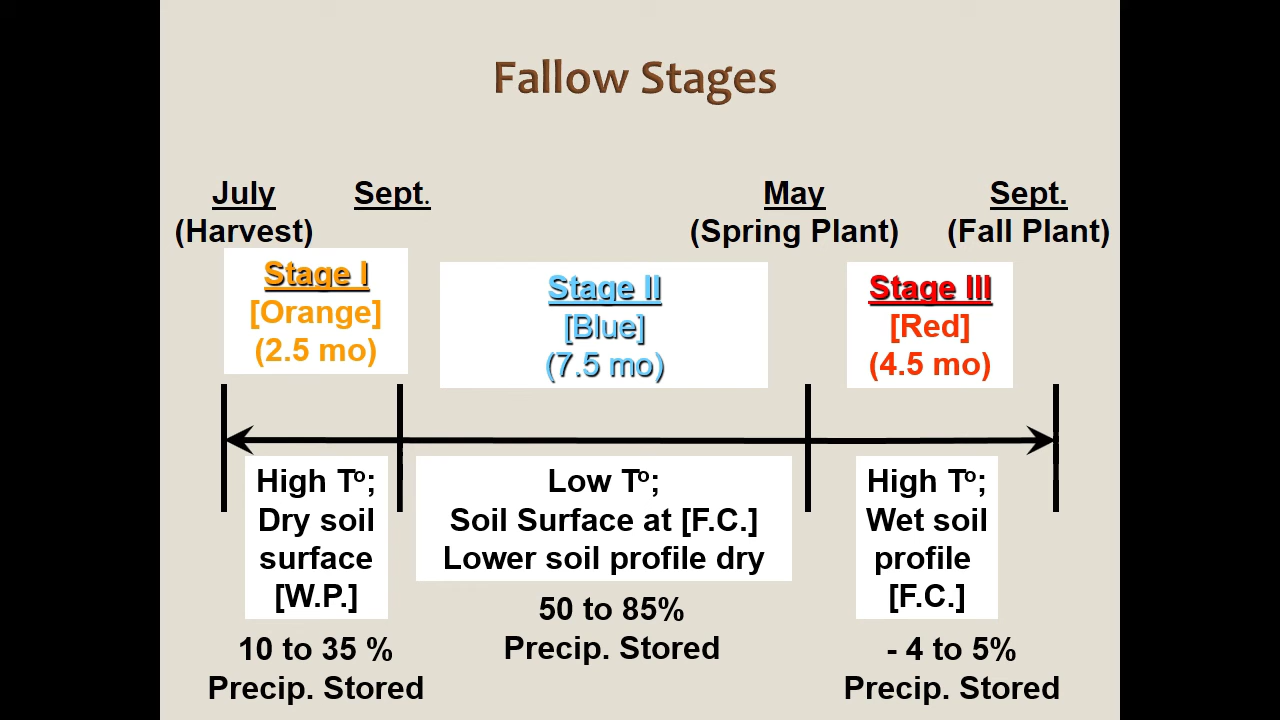 Fallow Stages
July
(Harvest)
Sept.
May
(Spring Plant)
Sept.
(Fall Plant)
Stage I
[Orange]
(2.5 mo)
Stage II
[Blue]
(7.5 mo)
Stage III
[Red]
(4.5 mo)
High Tº;
Dry soil
surface
[W.P.]
10 to 35 %
Precip. Stored
Low Tº;
Soil Surface at [F.C.]
Lower soil profile dry
50 to 85%
Precip. Stored
High Tº;
Wet soil
profile
[F.C.]
- 4 to 5%
Precip. Stored